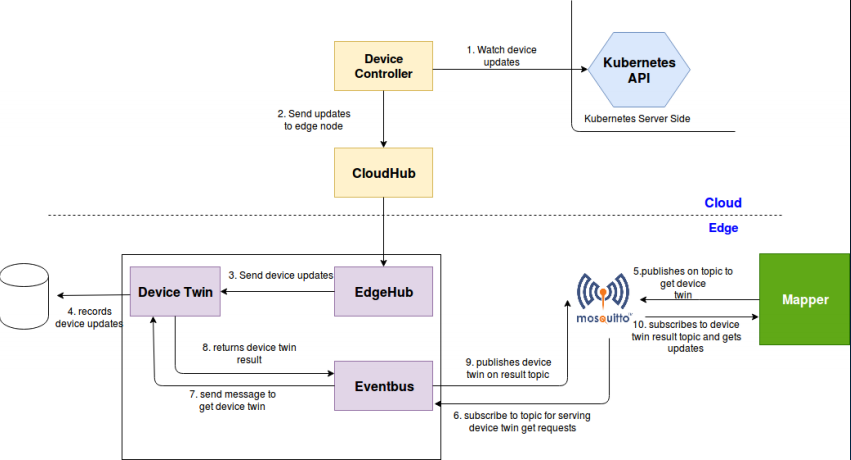 Device
Controller
1. Watch device
updates
Kubernetes
API
Kubernetes Server Side
2. Send updates
to edge node
CloudHub
Cloud
Edge
Device Twin
3. Send device updates
EdgeHub
4. records
device updates
mosquitto
5.publishes on topic to
get device
twin
Mapper
10. subscribes to device
twin result topic and gets
updates
8. returns device twin
result
7. send message to
get device twin
Eventbus
9. publishes device
twin on result topic
6. subscribe to topic for serving
device twin get requests